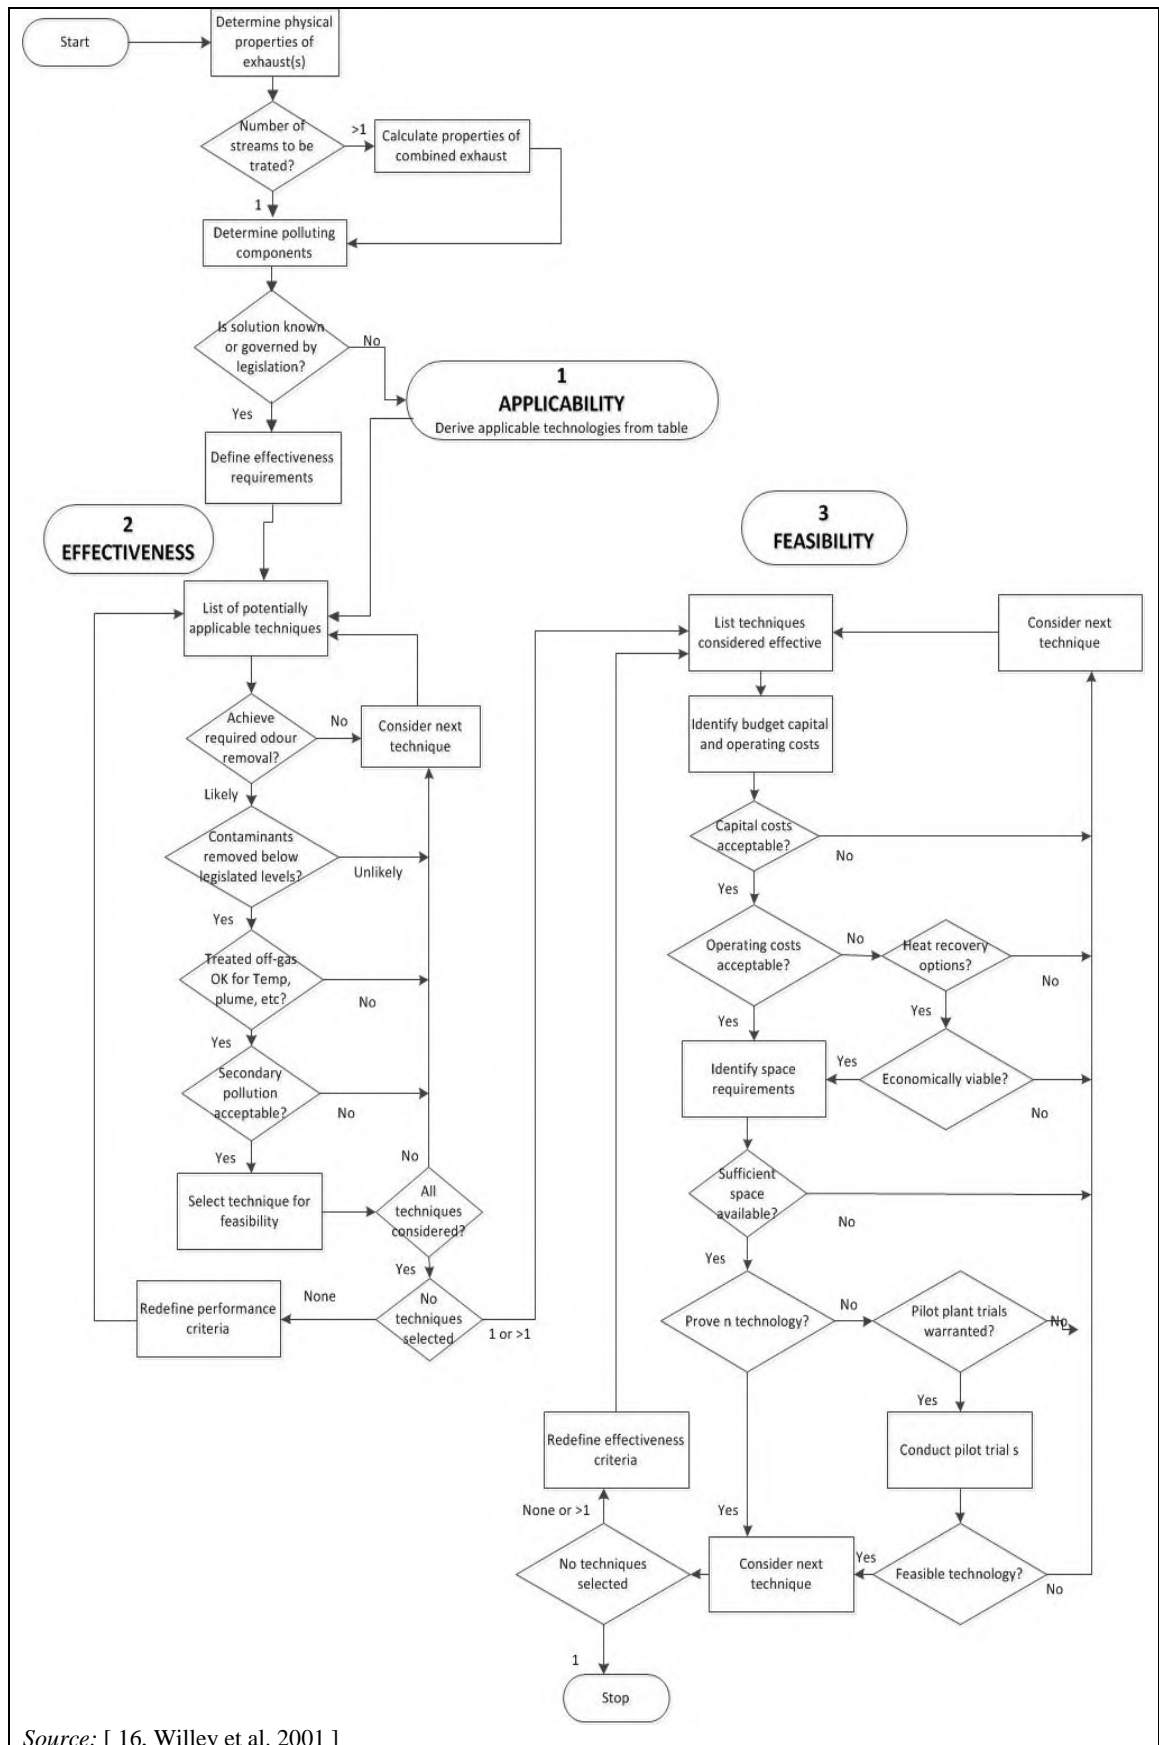 Start
Determine physical
properties of
exhaust(s)
Number of
streams to be
trated?
>1
Calculate properties of
combined exhaust
1
Determine polluting
components
Is solution known
or governed by
legislation?
No
1
APPLICABILITY
Derive applicable technologies from table
Yes
Define effectiveness
requirements
2
EFFECTIVENESS
List of potentially
applicable techniques
Achieve
required odour
removal?
No
Consider next
technique
Likely
Contaminants
removed below
legislated levels?
Unlikely
Yes
Treated off-gas
OK for Temp,
plume, etc?
No
Yes
Secondary
pollution
acceptable?
No
Yes
Select technique for
feasibility
No
All
techniques
considered?
Yes
No
techniques
selected
None
1 or >1
Redefine performance
criteria
3
FEASIBILITY
List techniques
considered effective
Consider next
technique
Identify budget capital
and operating costs
Capital costs
acceptable?
No
Yes
Operating costs
acceptable?
No
Heat recovery
options?
No
Yes
Yes
Identify space
requirements
Yes
Economically viable?
No
Sufficient
space
available?
No
Yes
Prove n technology?
No
Pilot plant trials
warranted?
No
Yes
Conduct pilot trial s
Redefine effectiveness
criteria
None or >1
Yes
No techniques
selected
Consider next
technique
Yes
Feasible technology?
No
1
Stop
Source: [ 16, Willey et al. 2001 ]